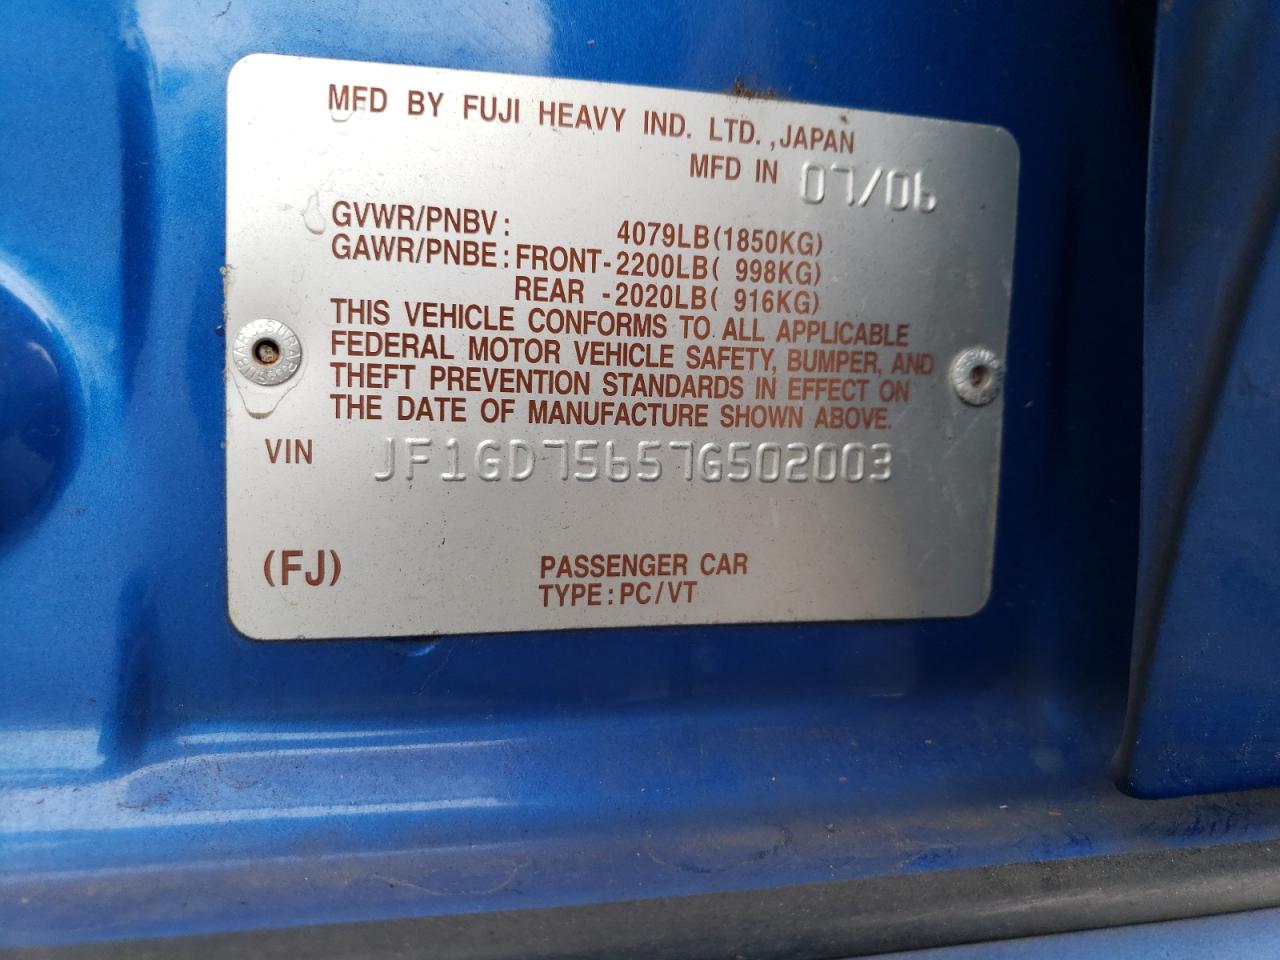 MFD BY FUJI HEAVY IND. LTD., JAPAN
MFD IN 07/06
GVWR/PNBV: 4079LB(1850KG)
GAWR/PNBE: FRONT-2200LB( 998KG)
REAR -2020LB( 916KG)
THIS VEHICLE CONFORMS TO ALL APPLICABLE
FEDERAL MOTOR VEHICLE SAFETY, BUMPER, AND
THEFT PREVENTION STANDARDS IN EFFECT ON
THE DATE OF MANUFACTURE SHOWN ABOVE.
VIN JF1GD75657G502003
(FJ) PASSENGER CAR
TYPE: PC/VT